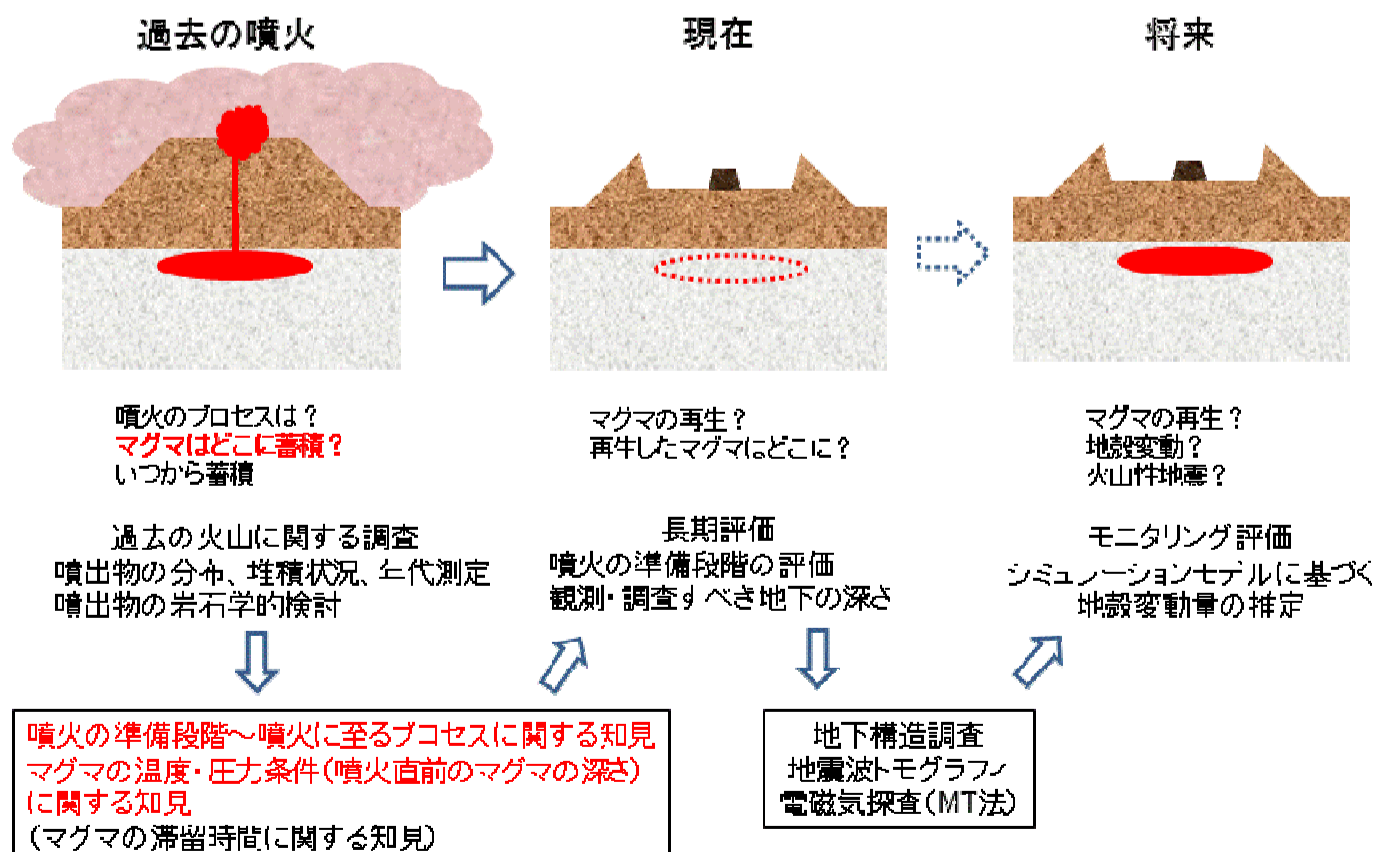 過去の噴火
現在
将来
噴火のプロセスは？
マグマはどこに蓄積？
いつから蓄積
マグマの再生？
再生したマグマはどこに？
マグマの再生？
地殻変動？
火山性地震？
過去の火山に関する調査
噴出物の分布、堆積状況、年代測定
噴出物の岩石学的検討
長期評価
噴火の準備段階の評価
観測・調査すべき地下の深さ
モニタリング評価
シミュレーションモデルに基づく
地殻変動量の推定
噴火の準備段階～噴火に至るプロセスに関する知見
マグマの温度・圧力条件（噴火直前のマグマの深さ）
に関する知見
（マグマの滞留時間に関する知見）
地下構造調査
地震波トモグラフィ
電磁気探査（MT法）